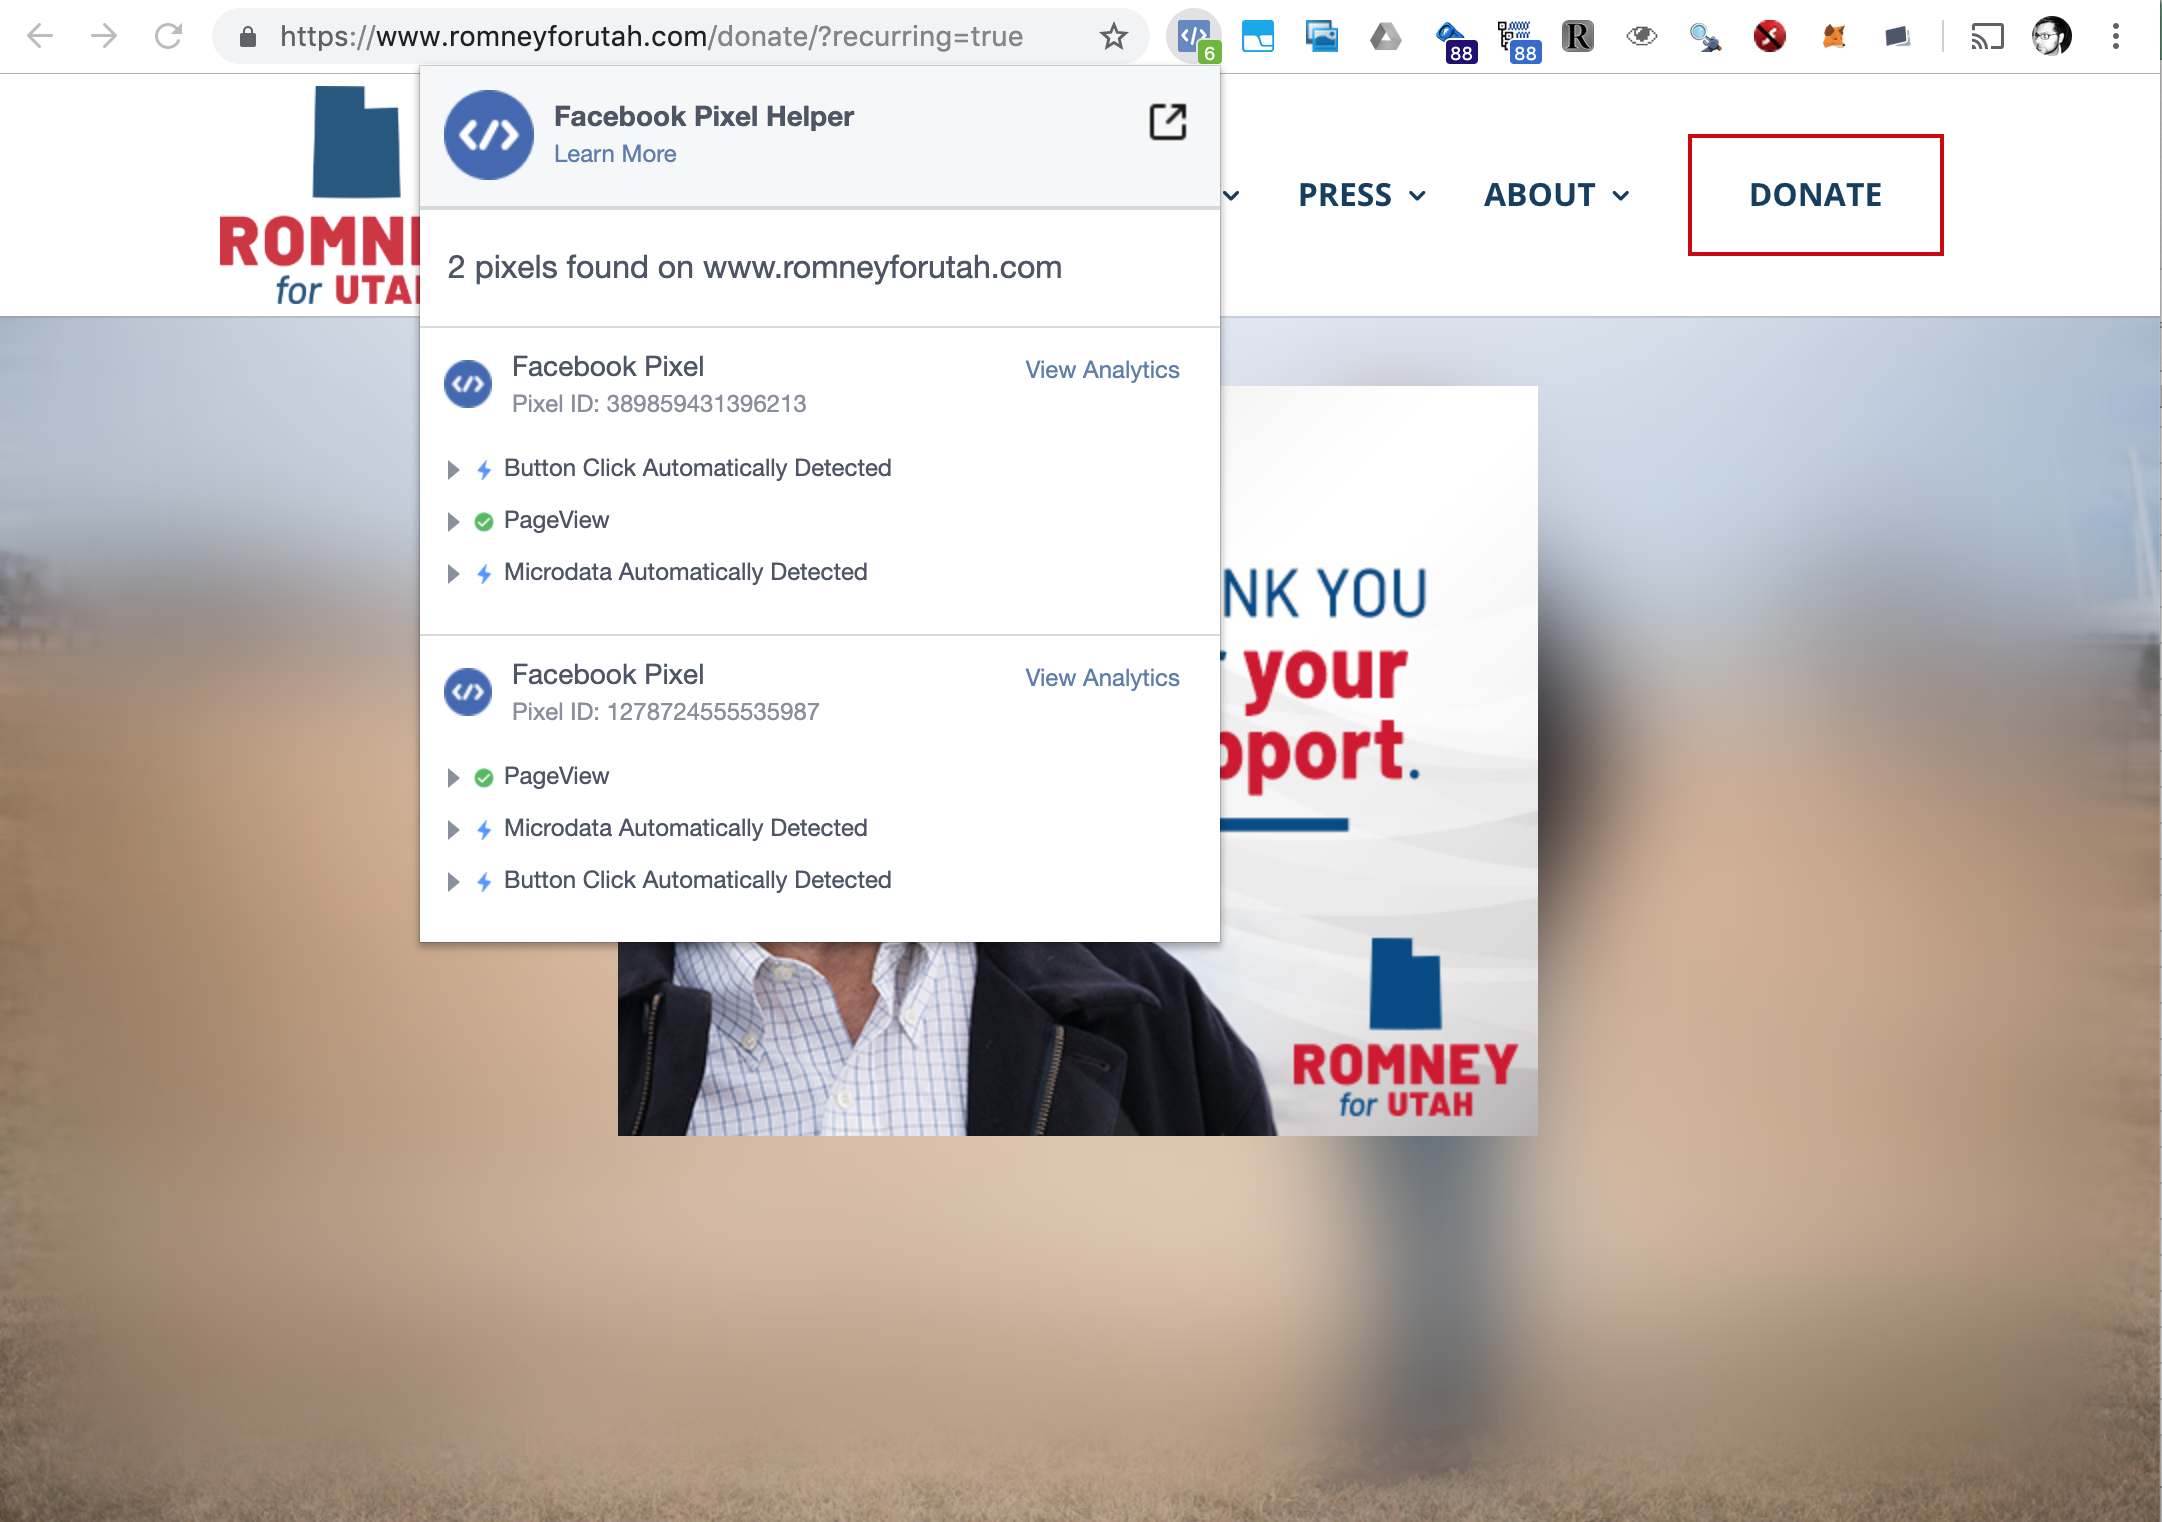 https://www.romneyforutah.com/donate/?recurring=true
6
88
88
R
Facebook Pixel Helper
Learn More
2 pixels found on www.romneyforutah.com
Facebook Pixel
View Analytics
Pixel ID: 389859431396213
Button Click Automatically Detected
PageView
Microdata Automatically Detected
Facebook Pixel
View Analytics
Pixel ID: 1278724555535987
PageView
Microdata Automatically Detected
Button Click Automatically Detected
ROMN
for UTA
PRESS
ABOUT
DONATE
NK YOU
your
pport.
ROMNEY
for UTAH